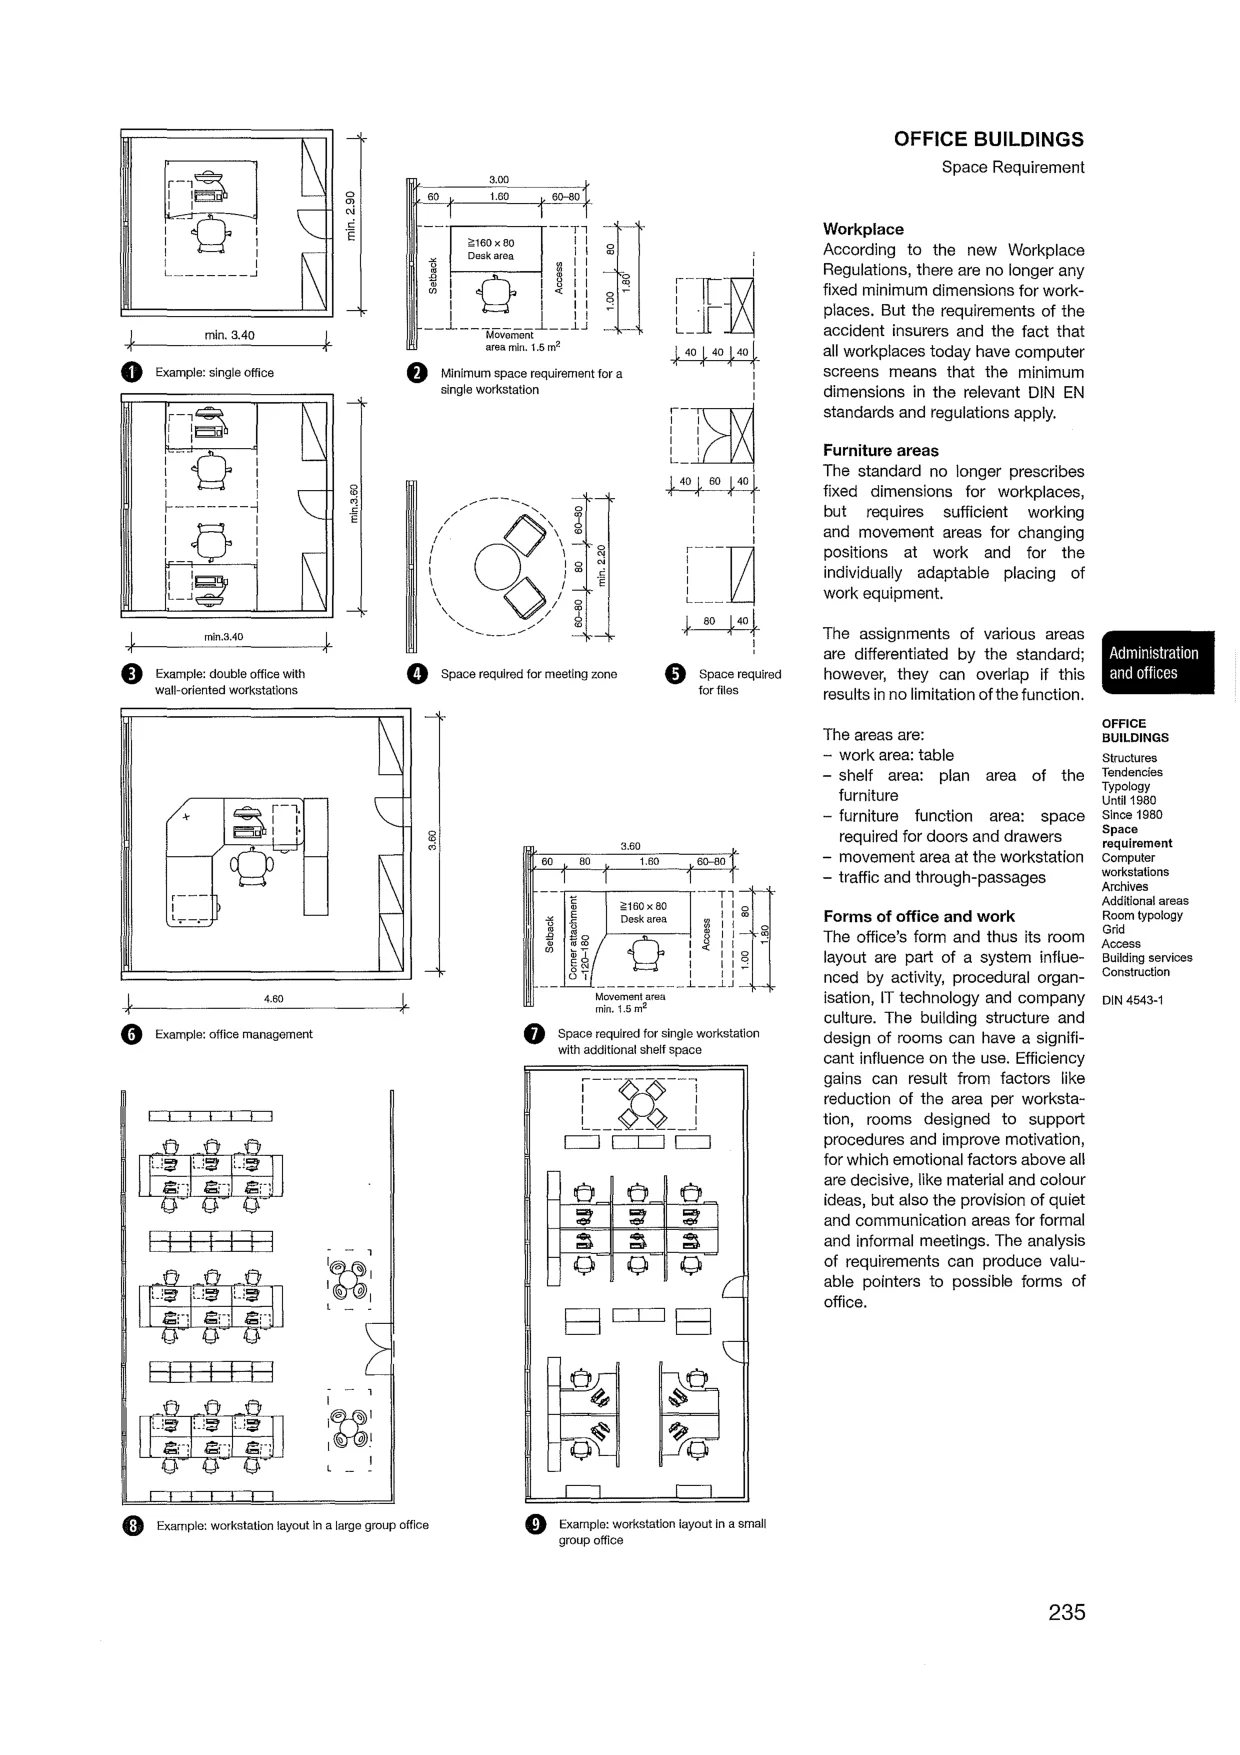 OFFICE BUILDINGS
Space Requirement
min. 2.90
min. 3.40
1 Example: single office
3.00
60 1.60 60–80
≧160 x 80
Desk area
Setback
Access
80
1.00
1.80
Movement
area min. 1.5 m²
2 Minimum space requirement for a
single workstation
min.3.60
min.3.40
3 Example: double office with
wall-oriented workstations
60–80
80
60–80
min. 2.20
4 Space required for meeting zone
40 40 40
40 60 40
80 40
5 Space required
for files
3.60
4.60
6 Example: office management
3.60
60 80 1.60 60–80
≧160 x 80
Desk area
Setback
Corner attachment
–120–180
Access
80
1.00
1.80
Movement area
min. 1.5 m²
7 Space required for single workstation
with additional shelf space
8 Example: workstation layout in a large group office
9 Example: workstation layout in a small
group office
Workplace
According to the new Workplace
Regulations, there are no longer any
fixed minimum dimensions for work-
places. But the requirements of the
accident insurers and the fact that
all workplaces today have computer
screens means that the minimum
dimensions in the relevant DIN EN
standards and regulations apply.
Furniture areas
The standard no longer prescribes
fixed dimensions for workplaces,
but requires sufficient working
and movement areas for changing
positions at work and for the
individually adaptable placing of
work equipment.
The assignments of various areas
are differentiated by the standard;
however, they can overlap if this
results in no limitation of the function.
The areas are:
– work area: table
– shelf area: plan area of the
furniture
– furniture function area: space
required for doors and drawers
– movement area at the workstation
– traffic and through-passages
Forms of office and work
The office's form and thus its room
layout are part of a system influe-
nced by activity, procedural organ-
isation, IT technology and company
culture. The building structure and
design of rooms can have a signifi-
cant influence on the use. Efficiency
gains can result from factors like
reduction of the area per worksta-
tion, rooms designed to support
procedures and improve motivation,
for which emotional factors above all
are decisive, like material and colour
ideas, but also the provision of quiet
and communication areas for formal
and informal meetings. The analysis
of requirements can produce valu-
able pointers to possible forms of
office.
Administration
and offices
OFFICE
BUILDINGS
Structures
Tendencies
Typology
Until 1980
Since 1980
Space
requirement
Computer
workstations
Archives
Additional areas
Room typology
Grid
Access
Building services
Construction
DIN 4543-1
235